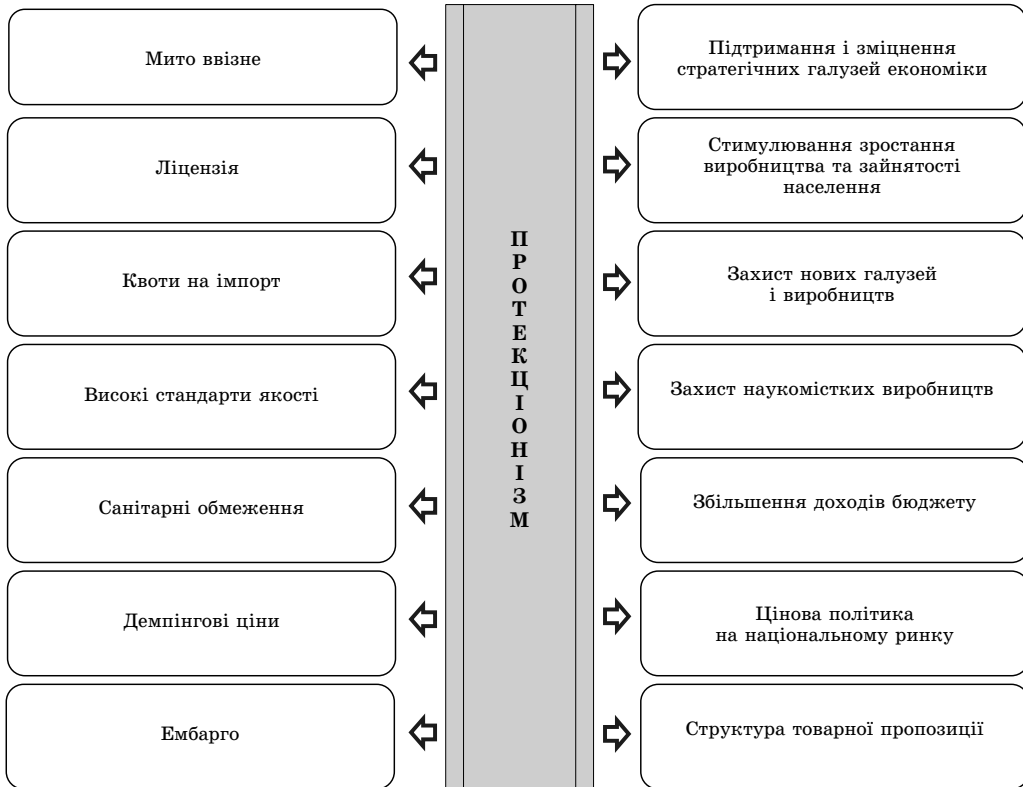 Мито ввізне
Ліцензія
Квоти на імпорт
Високі стандарти якості
Санітарні обмеження
Демпінгові ціни
Ембарго
П
Р
О
Т
Е
К
Ц
І
О
Н
І
З
М
Підтримання і зміцнення
стратегічних галузей економіки
Стимулювання зростання
виробництва та зайнятості
населення
Захист нових галузей
і виробництв
Захист наукомістких виробництв
Збільшення доходів бюджету
Цінова політика
на національному ринку
Структура товарної пропозиції